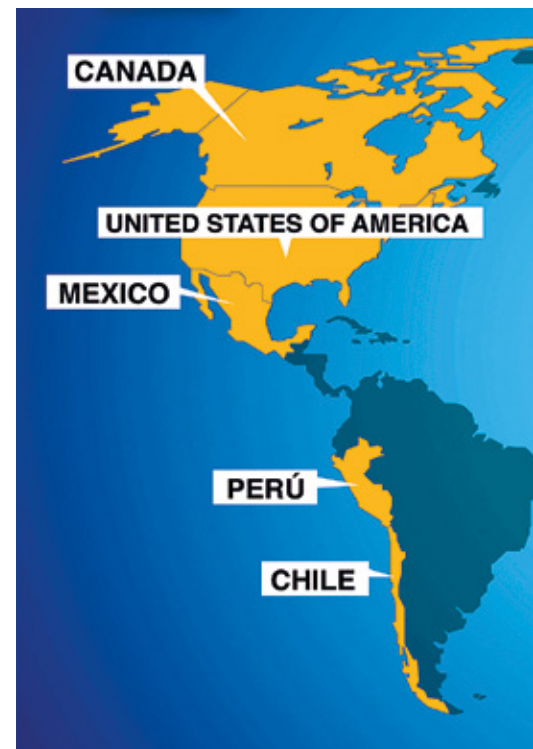 CANADA
UNITED STATES OF AMERICA
MEXICO
PERÚ
CHILE